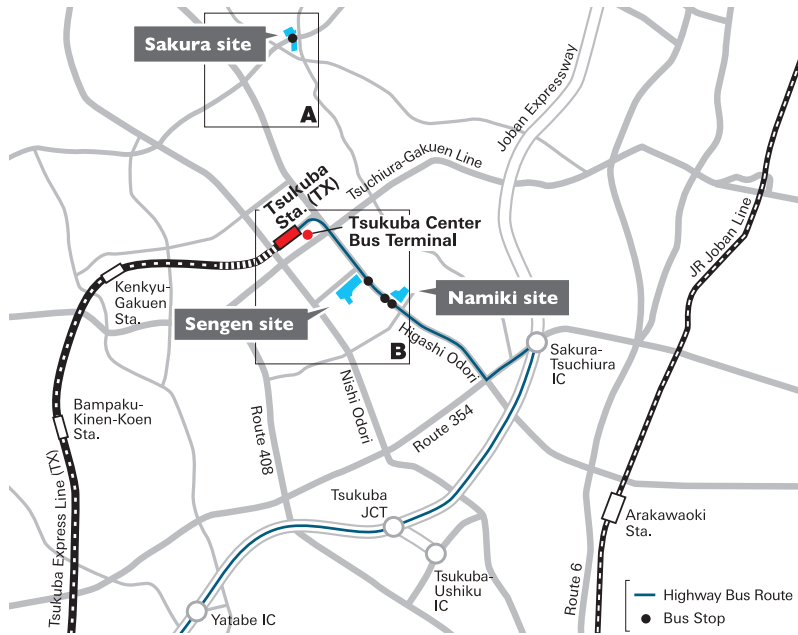 Sakura site
A
Joban Expressway
Tsuchiura-Gakuen Line
Tsukuba
Sta. (TX)
Tsukuba Center
Bus Terminal
JR Joban Line
Kenkyu-
Gakuen
Sta.
Namiki site
Sengen site
Higashi Odori
B
Sakura-
Tsuchiura
IC
Nishi Odori
Bampaku-
Kinen-Koen
Sta.
Route 408
Route 354
Tsukuba Express Line (TX)
Tsukuba
JCT
Arakawaoki
Sta.
Tsukuba-
Ushiku
IC
Route 6
Yatabe IC
Highway Bus Route
Bus Stop